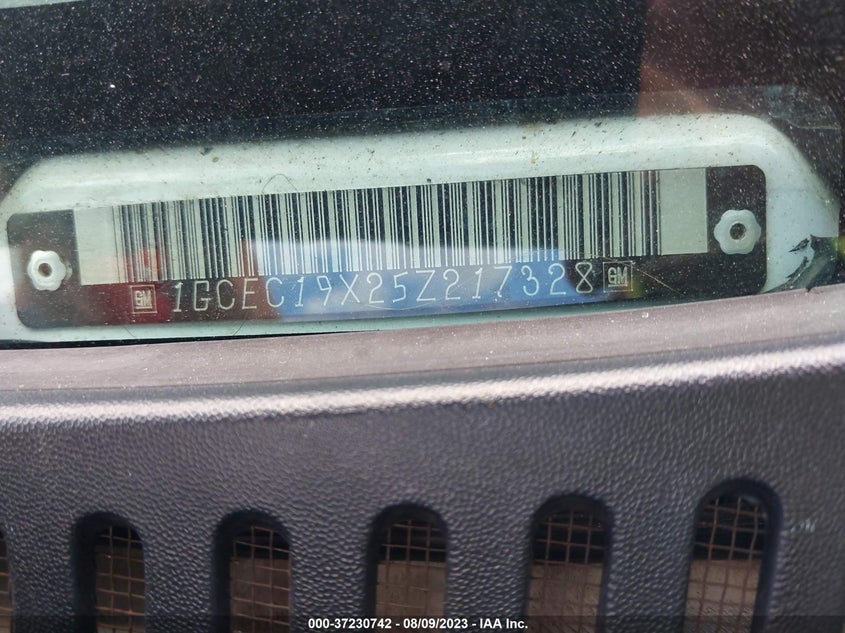 GM 1GCEC19X25Z217328 GM
000-37230742 - 08/09/2023 - IAA Inc.